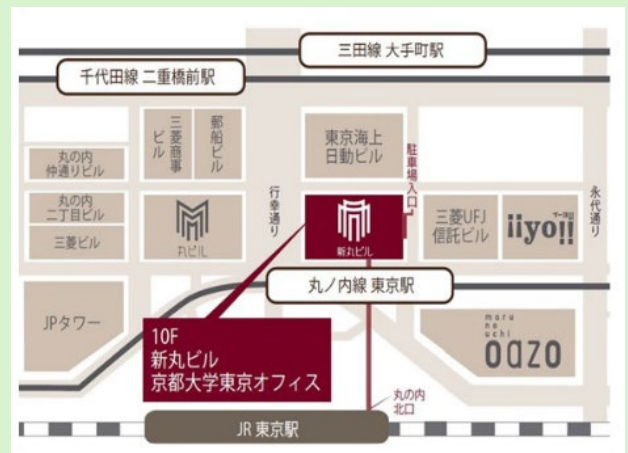 三田線 大手町駅
千代田線 二重橋前駅
三菱商事
ビル
郵船ビル
東京海上
日動ビル
駐車場入口
丸の内
仲通りビル
丸の内
二丁目ビル
三菱ビル
丸ビル
行幸通り
新丸ビル
三菱UFJ
信託ビル
iiyo!!
永代通り
丸ノ内線 東京駅
JPタワー
10F
新丸ビル
京都大学東京オフィス
maru
no
uchi
oazo
丸の内
北口
JR 東京駅